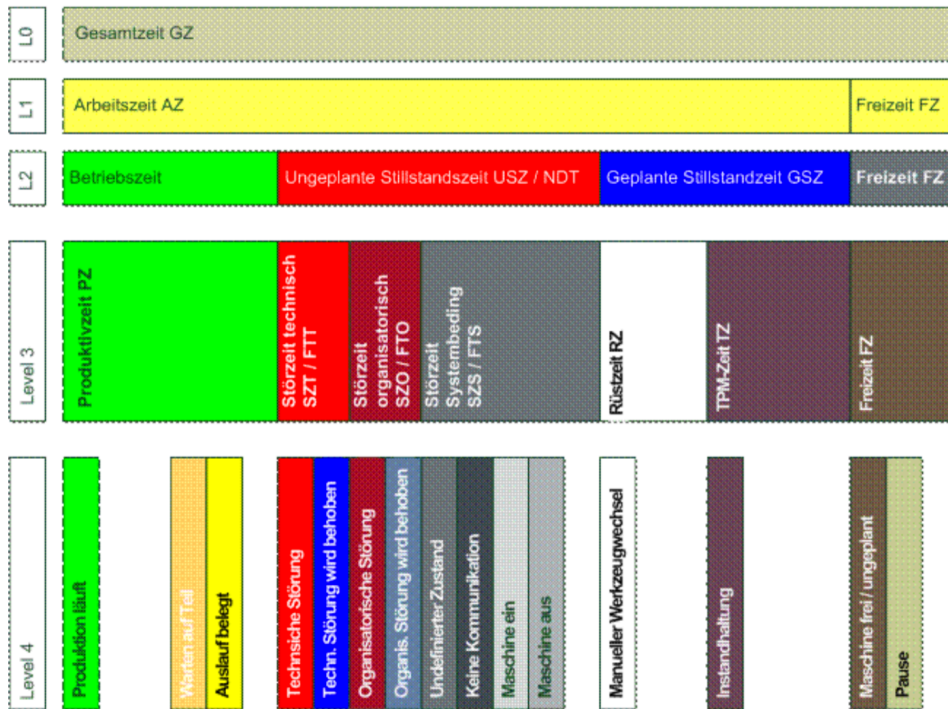 L0
Gesamtzeit GZ
L1
Arbeitszeit AZ
Freizeit FZ
L2
Betriebszeit
Ungeplante Stillstandszeit USZ / NDT
Geplante Stillstandzeit GSZ
Freizeit FZ
Level 3
Produktivzeit PZ
Störzeit technisch
SZT / FTT
Störzeit
organisatorisch
SZO / FTO
Störzeit
Systembeding
SZS / FTS
Rüstzeit RZ
TPM-Zeit TZ
Freizeit FZ
Level 4
Produktion läuft
Warten auf Teil
Auslauf belegt
Technsiche Störung
Techn. Störung wird behoben
Organisatorische Störung
Organis. Störung wird behoben
Undefinierter Zustand
Keine Kommunikation
Maschine ein
Maschine aus
Manueller Werkzeugwechsel
Instandhaltung
Maschine frei / ungeplant
Pause